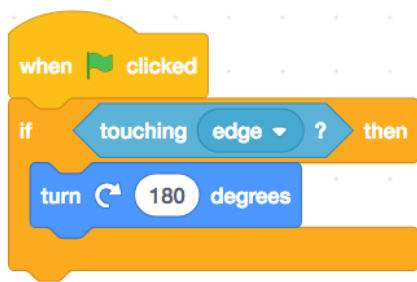 when clicked
if touching edge ? then
turn 180 degrees